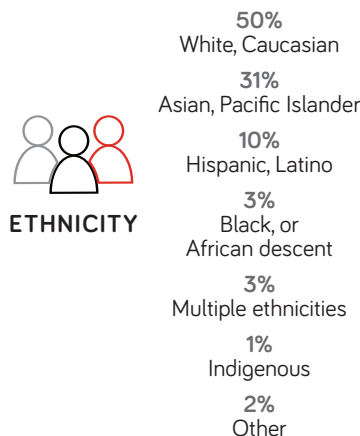 50%
White, Caucasian
31%
Asian, Pacific Islander
10%
Hispanic, Latino
ETHNICITY
3%
Black, or
African descent
3%
Multiple ethnicities
1%
Indigenous
2%
Other